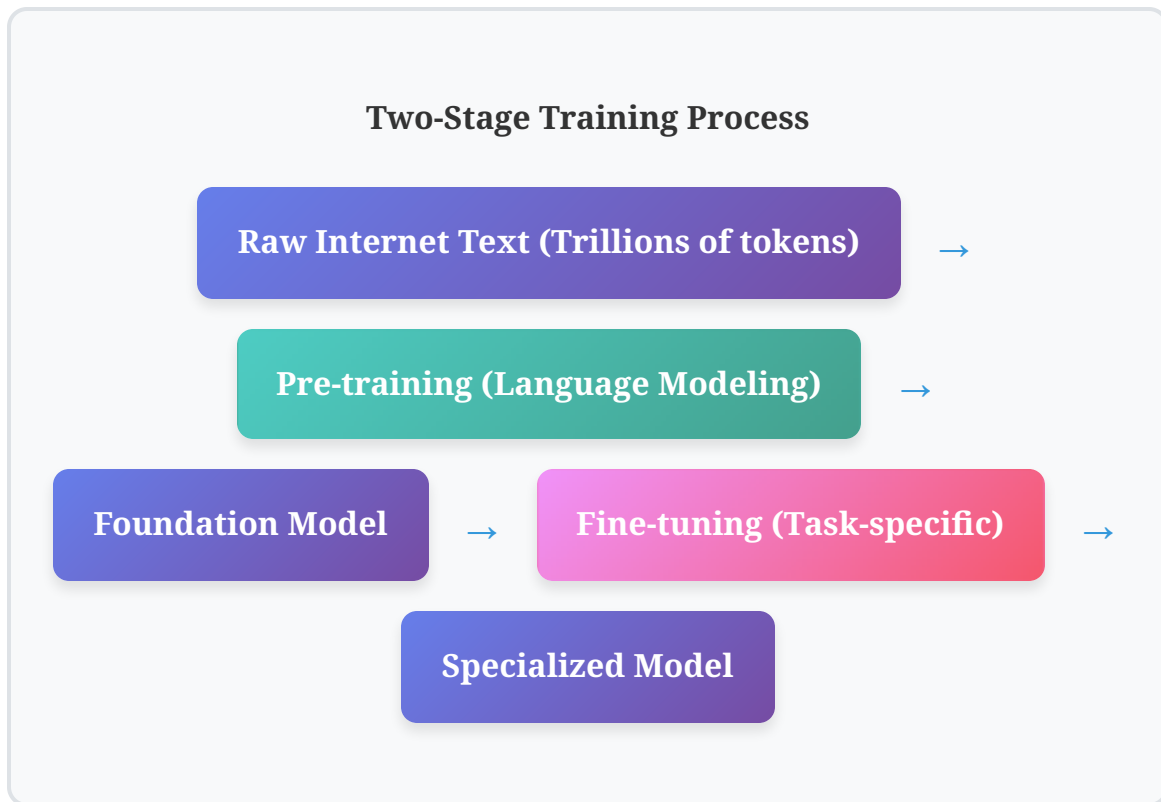 Two-Stage Training Process
Raw Internet Text (Trillions of tokens) →
Pre-training (Language Modeling) →
Foundation Model → Fine-tuning (Task-specific) →
Specialized Model